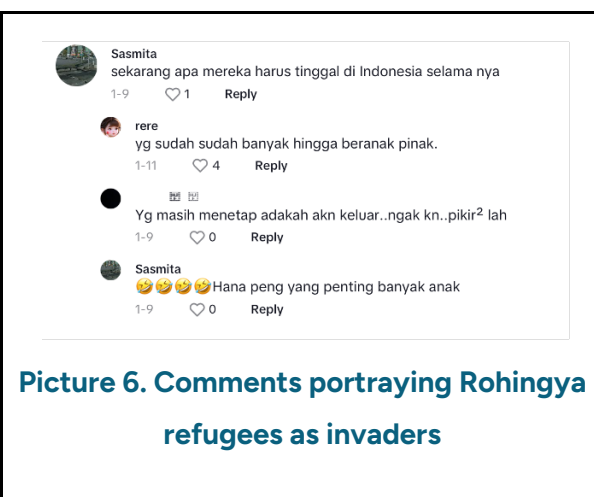 Sasmita
sekarang apa mereka harus tinggal di Indonesia selama nya
1-9 1 Reply
rere
yg sudah sudah banyak hingga beranak pinak.
1-11 4 Reply
Yg masih menetap adakah akn keluar..ngak kn..pikir² lah
1-9 0 Reply
Sasmita
🤣🤣🤣🤣Hana peng yang penting banyak anak
1-9 0 Reply
Picture 6. Comments portraying Rohingya
refugees as invaders